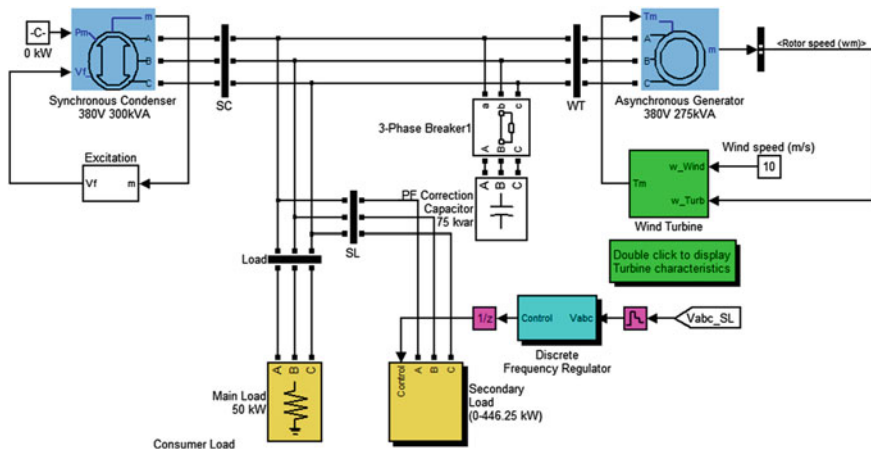 -C-
0 kW
Pm
Vf
m
A
B
C
Synchronous Condenser
380V 300kVA
Excitation
Vf
m
SC
a
b
c
3-Phase Breaker1
A
B
C
A
B
C
PF Correction
Capacitor
75 kvar
WT
Tm
A
B
C
m
Asynchronous Generator
380V 275kVA
<Rotor speed (wm)>
Wind speed (m/s)
10
w_Wind
Tm
w_Turb
Wind Turbine
Double click to display
Turbine characteristics
SL
Load
1/z
Control
Vabc
Discrete
Frequency Regulator
Vabc_SL
A
B
C
Main Load
50 kW
Consumer Load
Control
A
B
C
Secondary
Load
(0-446.25 kW)